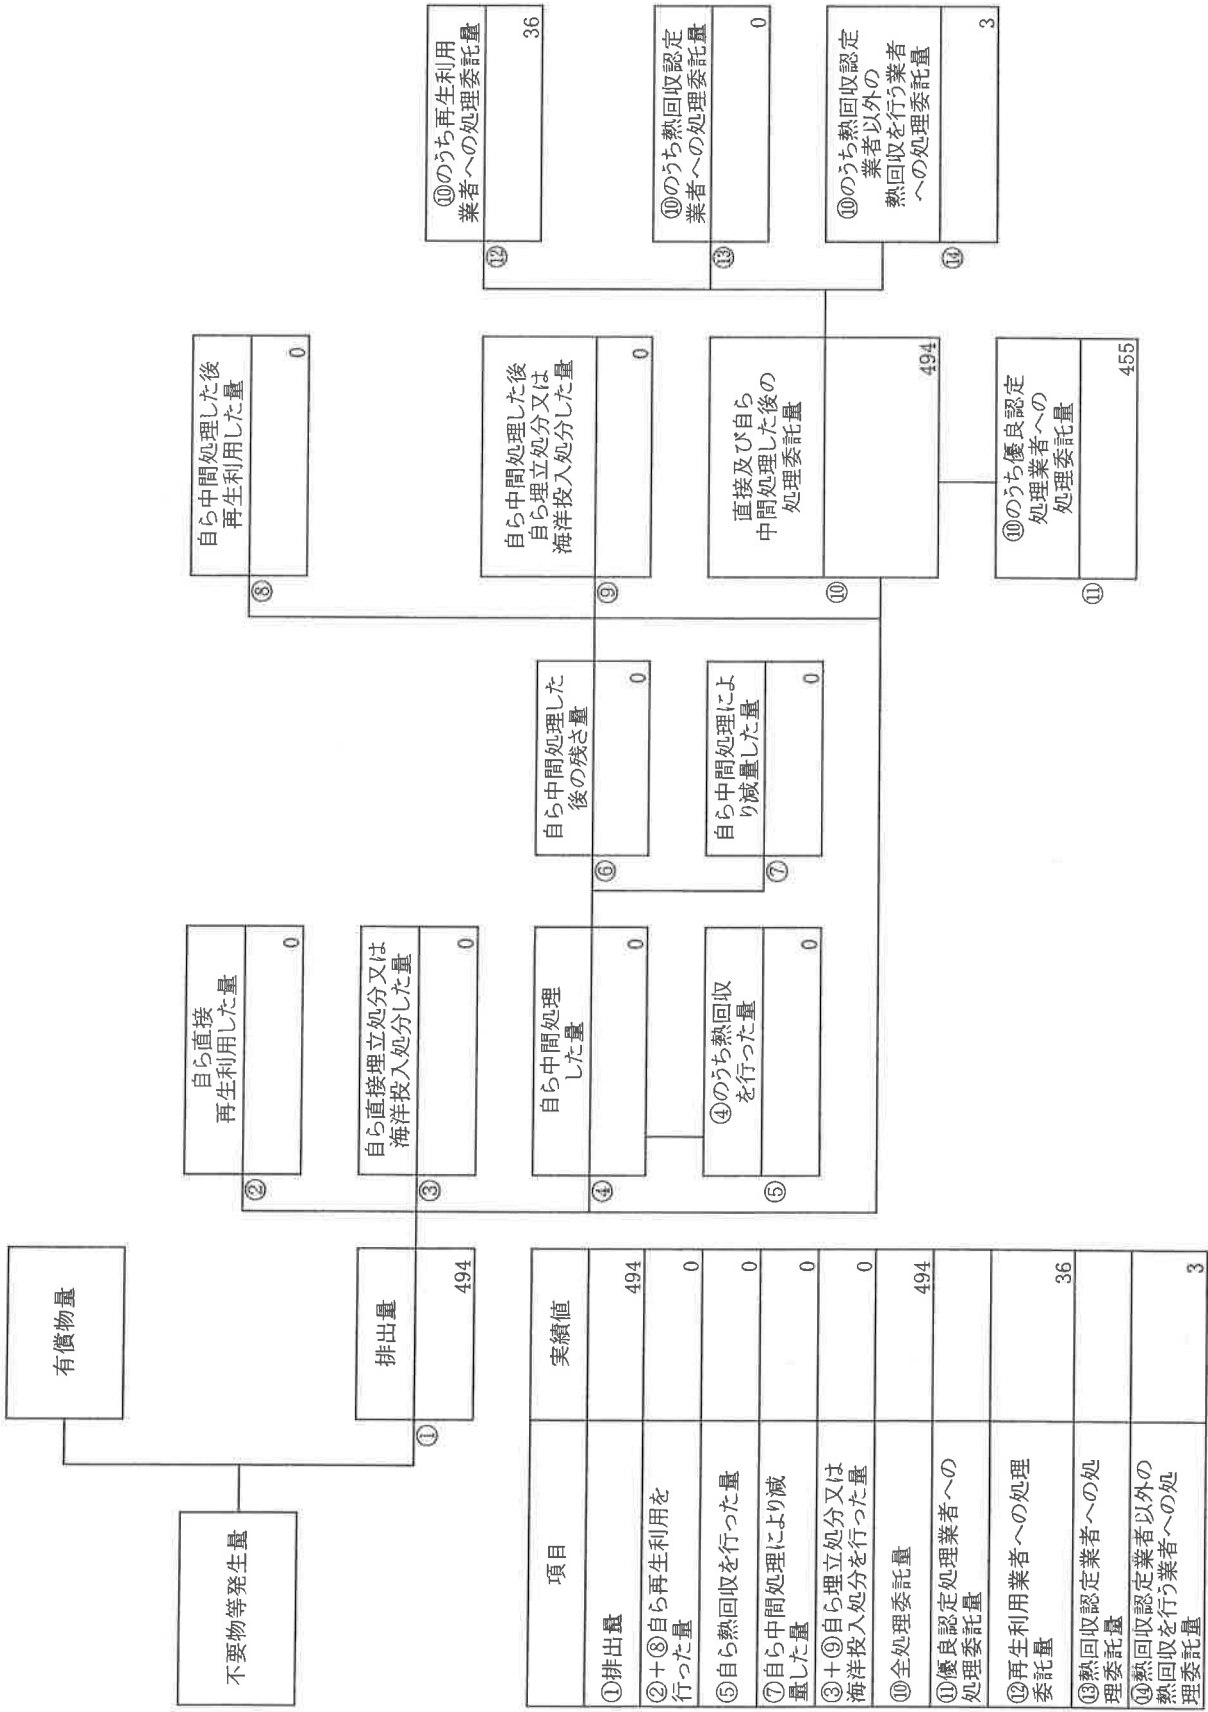 不要物等発生量
有償物量
①
排出量
494
②
自ら直接
再生利用した量
0
③
自ら直接埋立処分又は
海洋投入処分した量
0
④
自ら中間処理
した量
0
⑤
④のうち熱回収
を行った量
0
⑥
自ら中間処理した
後の残さ量
0
⑦
自ら中間処理によ
り減量した量
0
⑧
自ら中間処理した後
再生利用した量
0
⑨
自ら中間処理した後
自ら埋立処分又は
海洋投入処分した量
0
⑩
直接及び自ら
中間処理した後の
処理委託量
494
⑪
⑩のうち優良認定
処理業者への
処理委託量
455
⑫
⑩のうち再生利用
業者への処理委託量
36
⑬
⑩のうち熱回収認定
業者への処理委託量
0
⑭
⑩のうち熱回収認定
業者以外の
熱回収を行う業者
への処理委託量
3
項目
実績値
①排出量
494
②+⑧自ら再生利用を
行った量
0
⑤自ら熱回収を行った量
0
⑦自ら中間処理により減
量した量
0
③+⑨自ら埋立処分又は
海洋投入処分を行った量
0
⑩全処理委託量
494
⑪優良認定処理業者への
処理委託量
⑫再生利用業者への処理
委託量
36
⑬熱回収認定業者への処
理委託量
⑭熱回収認定業者以外の
熱回収を行う業者への処
理委託量
3